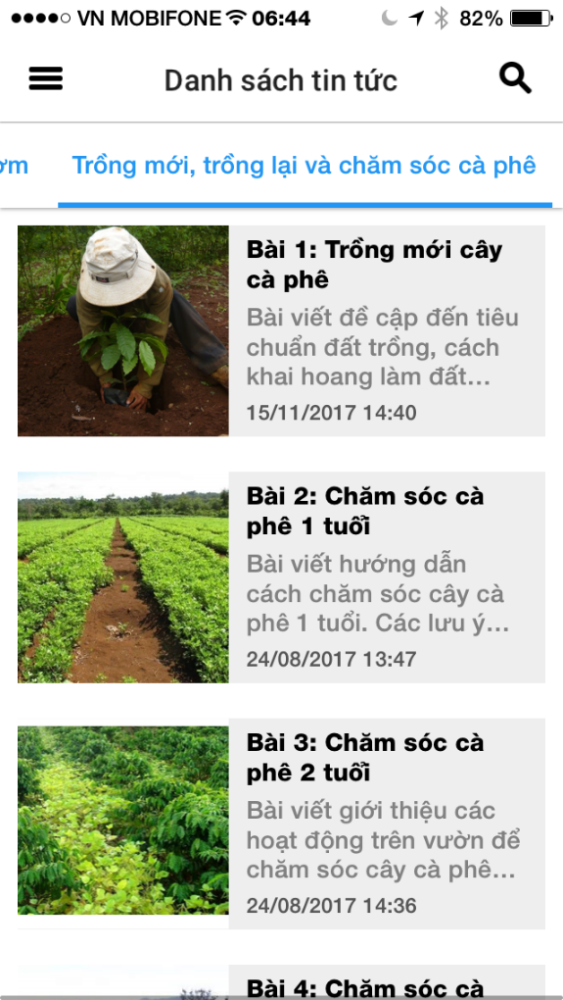 VN MOBIFONE 06:44 82%
Danh sách tin tức
ơm Trồng mới, trồng lại và chăm sóc cà phê
Bài 1: Trồng mới cây
cà phê
Bài viết đề cập đến tiêu
chuẩn đất trồng, cách
khai hoang làm đất...
15/11/2017 14:40
Bài 2: Chăm sóc cà
phê 1 tuổi
Bài viết hướng dẫn
cách chăm sóc cây cà
phê 1 tuổi. Các lưu ý...
24/08/2017 13:47
Bài 3: Chăm sóc cà
phê 2 tuổi
Bài viết giới thiệu các
hoạt động trên vườn để
chăm sóc cây cà phê...
24/08/2017 14:36
Bài 4: Chăm sóc cà